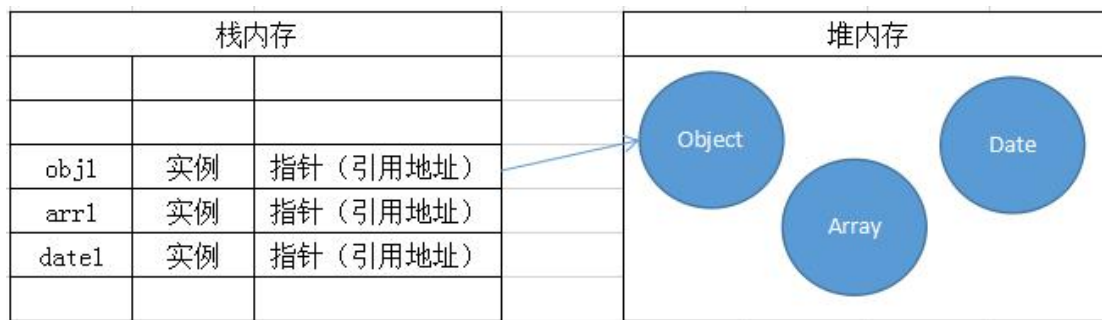 栈内存 堆内存
Object Date
obj1 实例 指针（引用地址）
arr1 实例 指针（引用地址）
Array
date1 实例 指针（引用地址）